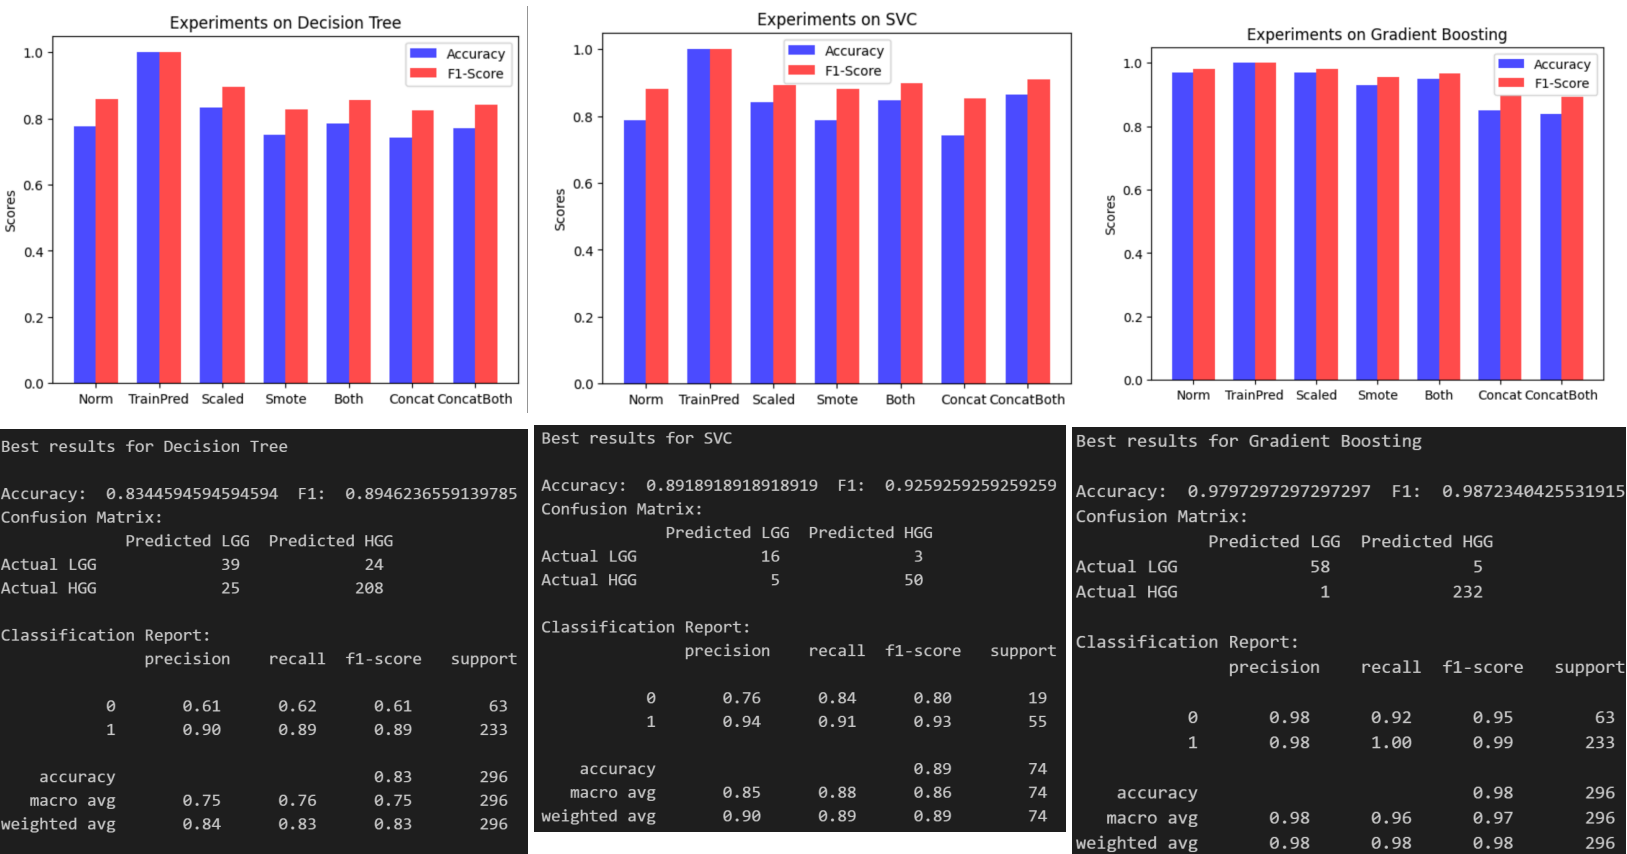 Experiments on Decision Tree
Accuracy
F1-Score
Scores
1.0
0.8
0.6
0.4
0.2
0.0
Norm TrainPred Scaled Smote Both Concat ConcatBoth
Experiments on SVC
Accuracy
F1-Score
Scores
1.0
0.8
0.6
0.4
0.2
0.0
Norm TrainPred Scaled Smote Both Concat ConcatBoth
Experiments on Gradient Boosting
Accuracy
F1-Score
Scores
1.0
0.8
0.6
0.4
0.2
0.0
Norm TrainPred Scaled Smote Both Concat ConcatBoth
Best results for Decision Tree
Accuracy: 0.8344594594594594 F1: 0.8946236559139785
Confusion Matrix:
Predicted LGG Predicted HGG
Actual LGG 39 24
Actual HGG 25 208
Classification Report:
precision recall f1-score support
0 0.61 0.62 0.61 63
1 0.90 0.89 0.89 233
accuracy 0.83 296
macro avg 0.75 0.76 0.75 296
weighted avg 0.84 0.83 0.83 296
Best results for SVC
Accuracy: 0.8918918918918919 F1: 0.9259259259259259
Confusion Matrix:
Predicted LGG Predicted HGG
Actual LGG 16 3
Actual HGG 5 50
Classification Report:
precision recall f1-score support
0 0.76 0.84 0.80 19
1 0.94 0.91 0.93 55
accuracy 0.89 74
macro avg 0.85 0.88 0.86 74
weighted avg 0.90 0.89 0.89 74
Best results for Gradient Boosting
Accuracy: 0.9797297297297297 F1: 0.9872340425531915
Confusion Matrix:
Predicted LGG Predicted HGG
Actual LGG 58 5
Actual HGG 1 232
Classification Report:
precision recall f1-score support
0 0.98 0.92 0.95 63
1 0.98 1.00 0.99 233
accuracy 0.98 296
macro avg 0.98 0.96 0.97 296
weighted avg 0.98 0.98 0.98 296